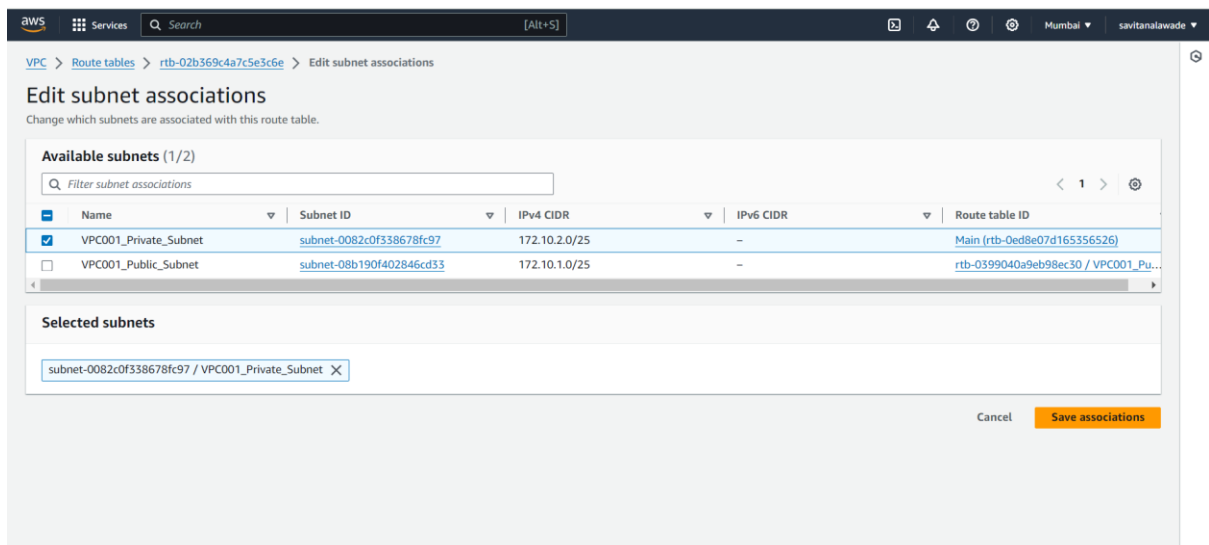 aws Services Search [Alt+S] Mumbai savitanalawade
VPC > Route tables > rtb-02b369c4a7c5e3c6e > Edit subnet associations
Edit subnet associations
Change which subnets are associated with this route table.
Available subnets (1/2)
Filter subnet associations
1
Name Subnet ID IPv4 CIDR IPv6 CIDR Route table ID
VPC001_Private_Subnet subnet-0082c0f338678fc97 172.10.2.0/25 – Main (rtb-0ed8e07d165356526)
VPC001_Public_Subnet subnet-08b190f402846cd33 172.10.1.0/25 – rtb-0399040a9eb98ec30 / VPC001_Pu...
Selected subnets
subnet-0082c0f338678fc97 / VPC001_Private_Subnet
Cancel Save associations